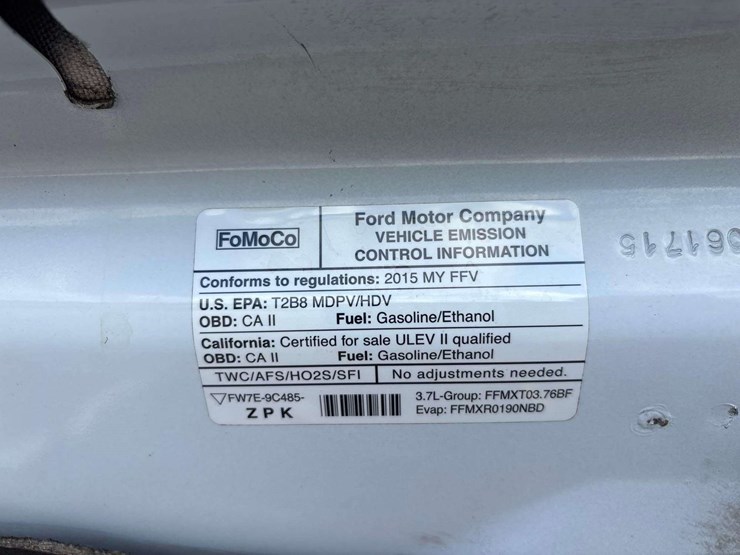 FoMoCo
Ford Motor Company
VEHICLE EMISSION
CONTROL INFORMATION
Conforms to regulations: 2015 MY FFV
U.S. EPA: T2B8 MDPV/HDV
OBD: CA II Fuel: Gasoline/Ethanol
California: Certified for sale ULEV II qualified
OBD: CA II Fuel: Gasoline/Ethanol
TWC/AFS/HO2S/SFI No adjustments needed.
FW7E-9C485-
Z P K
3.7L-Group: FFMXT03.76BF
Evap: FFMXR0190NBD